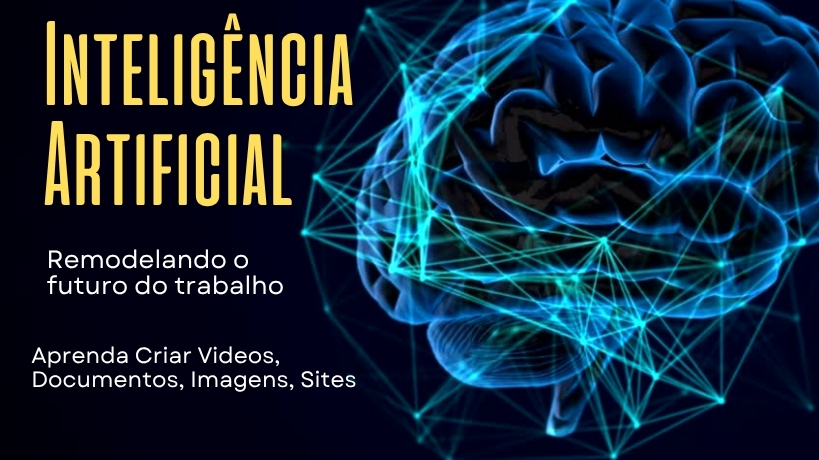 Inteligência
Artificial
Remodelando o
futuro do trabalho
Aprenda Criar Videos,
Documentos, Imagens, Sites